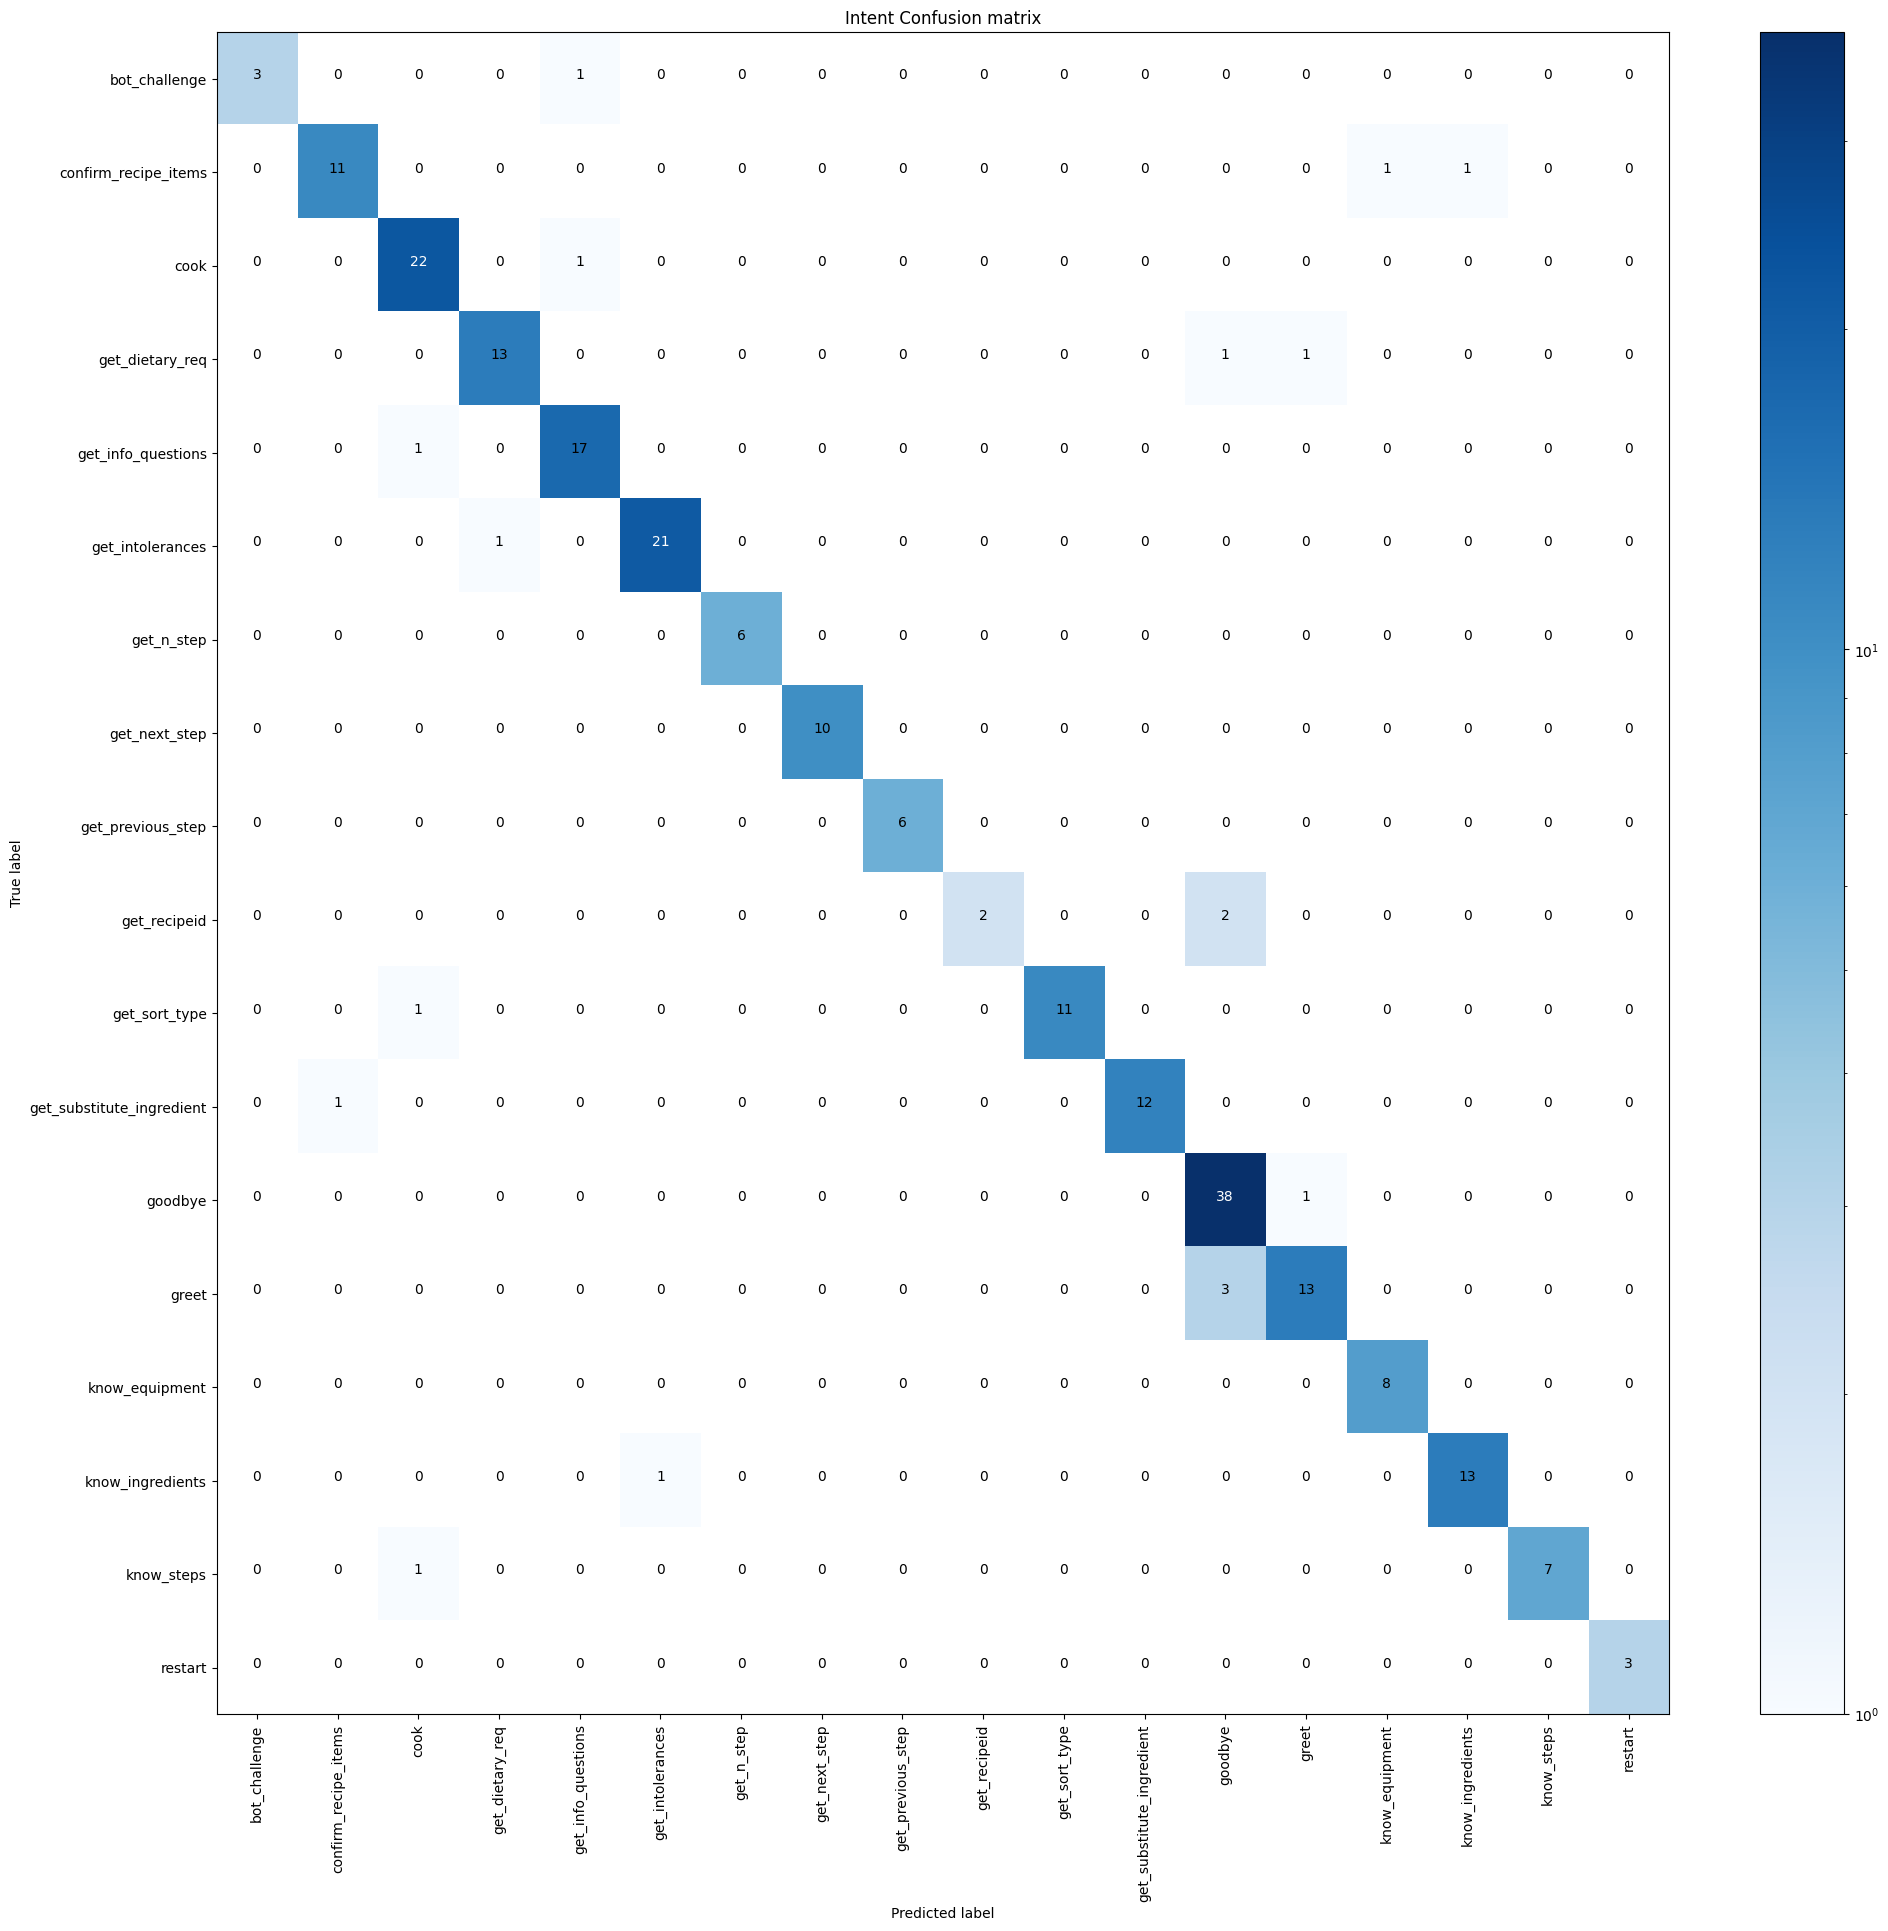 Intent Confusion matrix
bot_challenge 3 0 0 0 1 0 0 0 0 0 0 0 0 0 0 0 0 0
confirm_recipe_items 0 11 0 0 0 0 0 0 0 0 0 0 0 0 1 1 0 0
cook 0 0 22 0 1 0 0 0 0 0 0 0 0 0 0 0 0 0
get_dietary_req 0 0 0 13 0 0 0 0 0 0 0 0 1 1 0 0 0 0
get_info_questions 0 0 1 0 17 0 0 0 0 0 0 0 0 0 0 0 0 0
get_intolerances 0 0 0 1 0 21 0 0 0 0 0 0 0 0 0 0 0 0
get_n_step 0 0 0 0 0 0 6 0 0 0 0 0 0 0 0 0 0 0
get_next_step 0 0 0 0 0 0 0 10 0 0 0 0 0 0 0 0 0 0
get_previous_step 0 0 0 0 0 0 0 0 6 0 0 0 0 0 0 0 0 0
get_recipeid 0 0 0 0 0 0 0 0 0 2 0 0 2 0 0 0 0 0
get_sort_type 0 0 1 0 0 0 0 0 0 0 11 0 0 0 0 0 0 0
get_substitute_ingredient 0 1 0 0 0 0 0 0 0 0 0 12 0 0 0 0 0 0
goodbye 0 0 0 0 0 0 0 0 0 0 0 0 38 1 0 0 0 0
greet 0 0 0 0 0 0 0 0 0 0 0 0 3 13 0 0 0 0
know_equipment 0 0 0 0 0 0 0 0 0 0 0 0 0 0 8 0 0 0
know_ingredients 0 0 0 0 0 1 0 0 0 0 0 0 0 0 0 13 0 0
know_steps 0 0 1 0 0 0 0 0 0 0 0 0 0 0 0 0 7 0
restart 0 0 0 0 0 0 0 0 0 0 0 0 0 0 0 0 0 3
True label
bot_challenge
confirm_recipe_items
cook
get_dietary_req
get_info_questions
get_intolerances
get_n_step
get_next_step
get_previous_step
get_recipeid
get_sort_type
get_substitute_ingredient
goodbye
greet
know_equipment
know_ingredients
know_steps
restart
Predicted label
10¹
10⁰